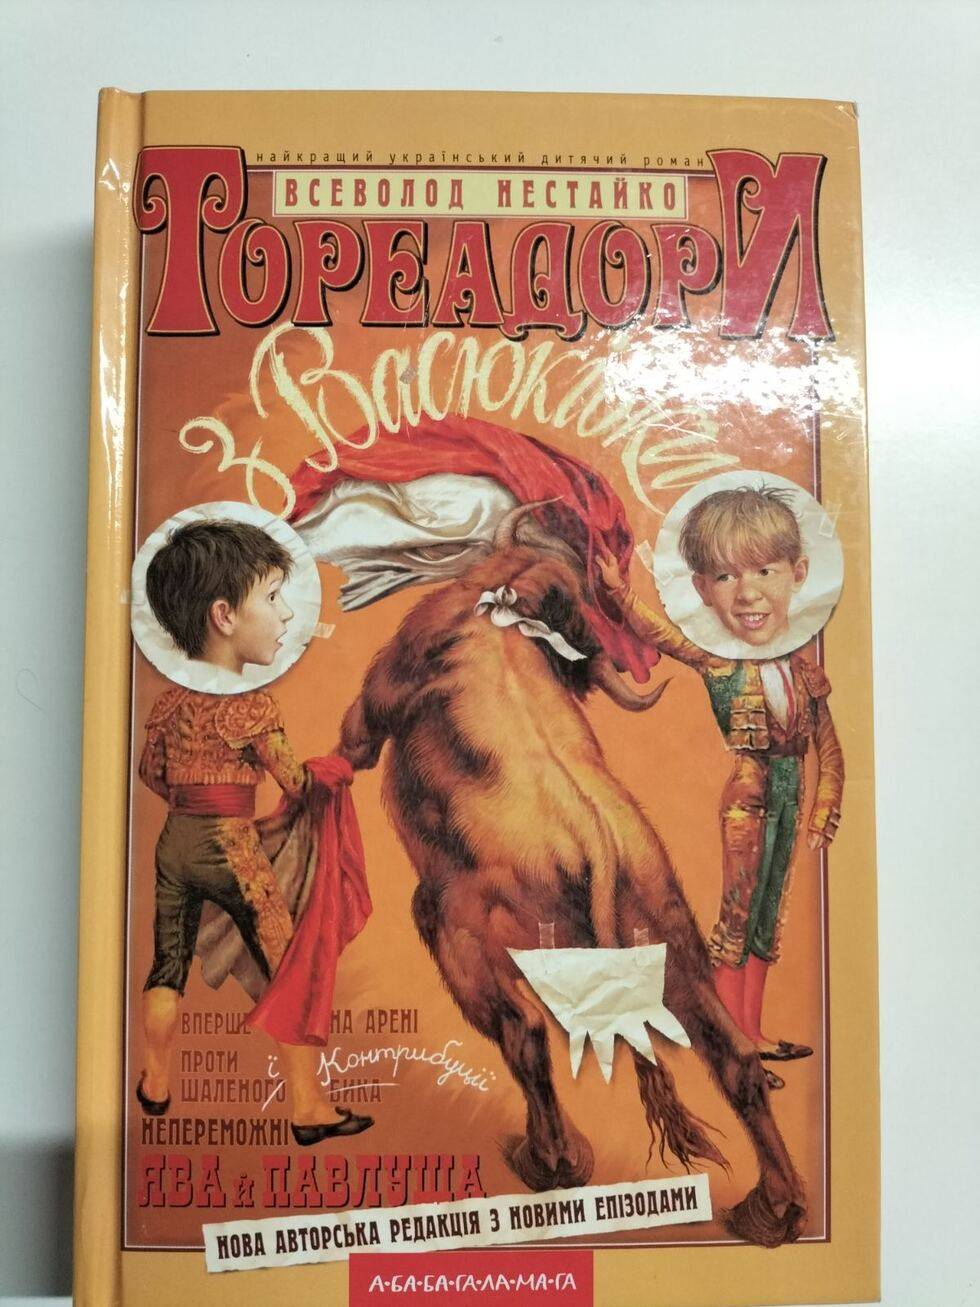 найкращий український дитячий роман
ВСЕВОЛОД НЕСТАЙКО
ТОРЕАДОРИ
з Васюківки
ВПЕРШЕ НА АРЕНІ
ПРОТИ
ї Контрибуції
ШАЛЕНОГО БИКА
НЕПЕРЕМОЖНІ
ЯВА й ПАВЛУША
НОВА АВТОРСЬКА РЕДАКЦІЯ З НОВИМИ ЕПІЗОДАМИ
А-БА-БА-ГА-ЛА-МА-ГА